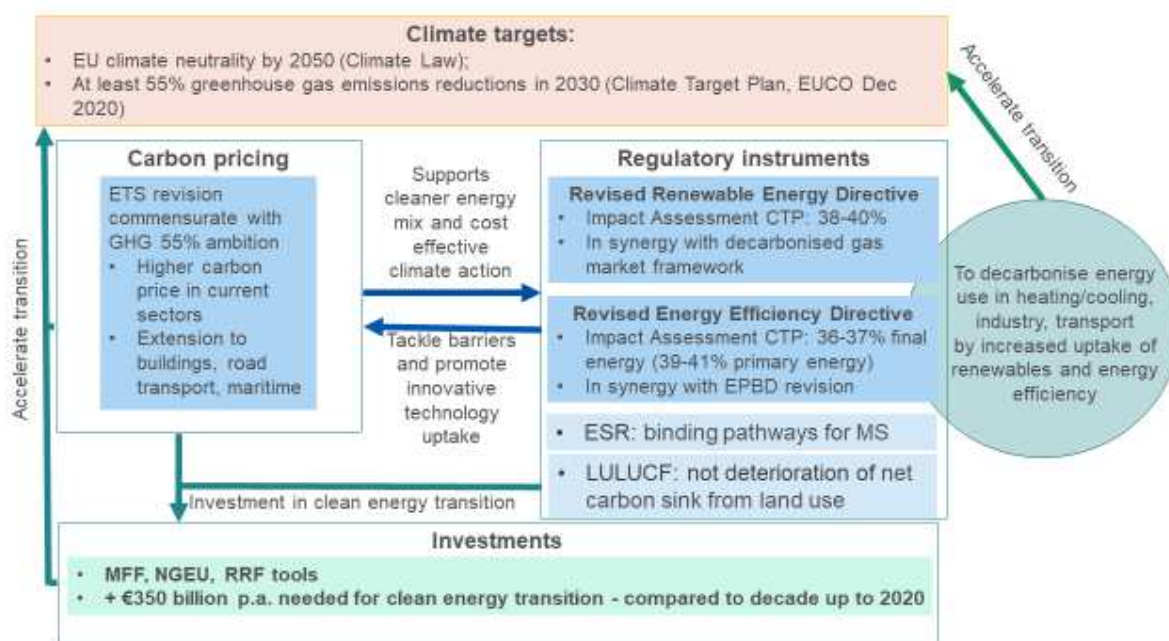 Climate targets:
• EU climate neutrality by 2050 (Climate Law);
• At least 55% greenhouse gas emissions reductions in 2030 (Climate Target Plan, EUCO Dec
2020)
Accelerate transition
Carbon pricing
ETS revision
commensurate with
GHG 55% ambition
• Higher carbon
price in current
sectors
• Extension to
buildings, road
transport, maritime
Supports
cleaner energy
mix and cost
effective
climate action
Tackle barriers
and promote
innovative
technology
uptake
Regulatory instruments
Revised Renewable Energy Directive
• Impact Assessment CTP: 38-40%
• In synergy with decarbonised gas
market framework
Revised Energy Efficiency Directive
• Impact Assessment CTP: 36-37% final
energy (39-41% primary energy)
• In synergy with EPBD revision
• ESR: binding pathways for MS
• LULUCF: not deterioration of net
carbon sink from land use
To decarbonise energy
use in heating/cooling,
industry, transport
by increased uptake of
renewables and energy
efficiency
Accelerate transition
Investment in clean energy transition
Investments
• MFF, NGEU, RRF tools
• + €350 billion p.a. needed for clean energy transition - compared to decade up to 2020